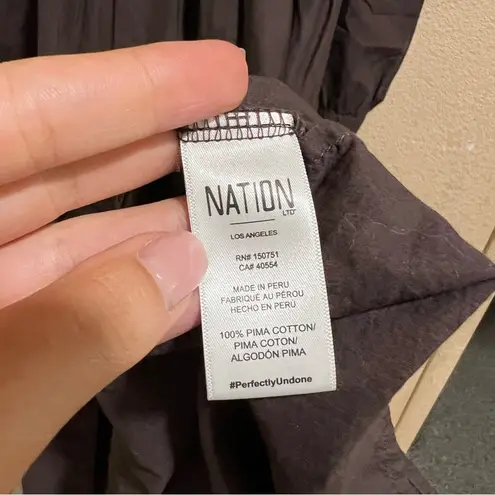 NATION
LTD
LOS ANGELES
RN# 150751
CA# 40554
MADE IN PERU
FABRIQUÉ AU PÉROU
HECHO EN PERÚ
100% PIMA COTTON/
PIMA COTON/
ALGODÓN PIMA
#PerfectlyUndone